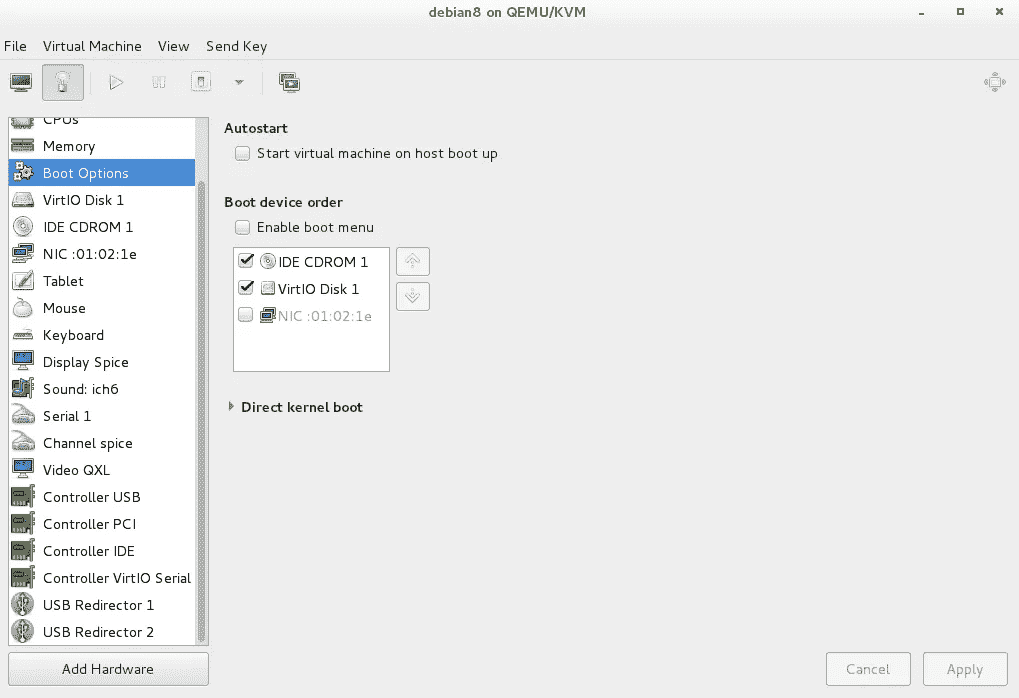 debian8 on QEMU/KVM
File Virtual Machine View Send Key
CPUs
Memory
Boot Options
VirtIO Disk 1
IDE CDROM 1
NIC :01:02:1e
Tablet
Mouse
Keyboard
Display Spice
Sound: ich6
Serial 1
Channel spice
Video QXL
Controller USB
Controller PCI
Controller IDE
Controller VirtIO Serial
USB Redirector 1
USB Redirector 2
Add Hardware
Autostart
Start virtual machine on host boot up
Boot device order
Enable boot menu
IDE CDROM 1
VirtIO Disk 1
NIC :01:02:1e
Direct kernel boot
Cancel Apply